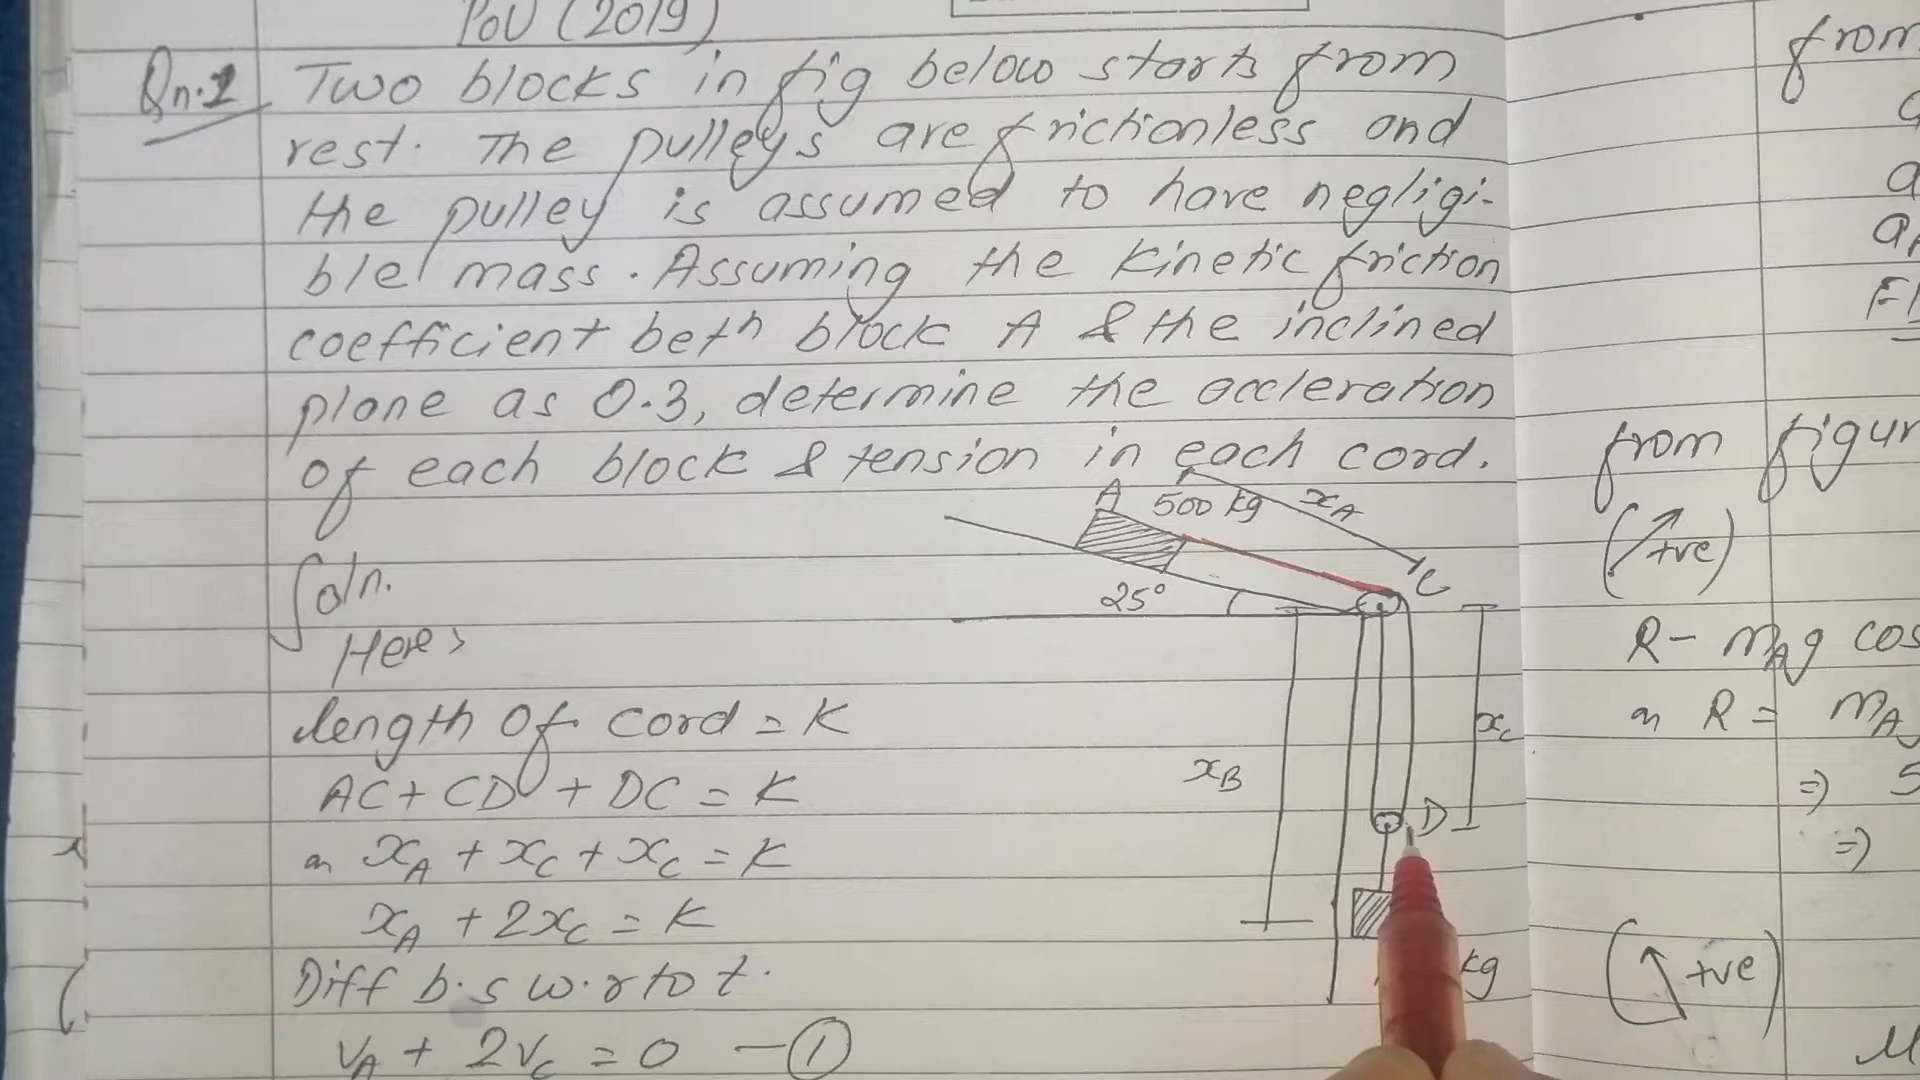 POU (2019)
Qn.1 Two blocks in fig below starts from
rest. The pulleys are frictionless and
the pulley is assumed to have negligi-
ble mass. Assuming the kinetic friction
coefficient betn block A & the inclined
plane as 0.3, determine the accleration
of each block & tension in each cord.
A 500 kg xA
C
25°
Soln.
Here,
length of cord = K
AC + CD + DC = K
xA + xC + xC = K
xA + 2xC = K
Diff b.s w.r to t.
vA + 2vC = 0 — ①
xB
xC
D
kg
from
from figur
(↗ +ve)
R - mAg cos
R = mA
⇒ 5
⇒
(↖ +ve)